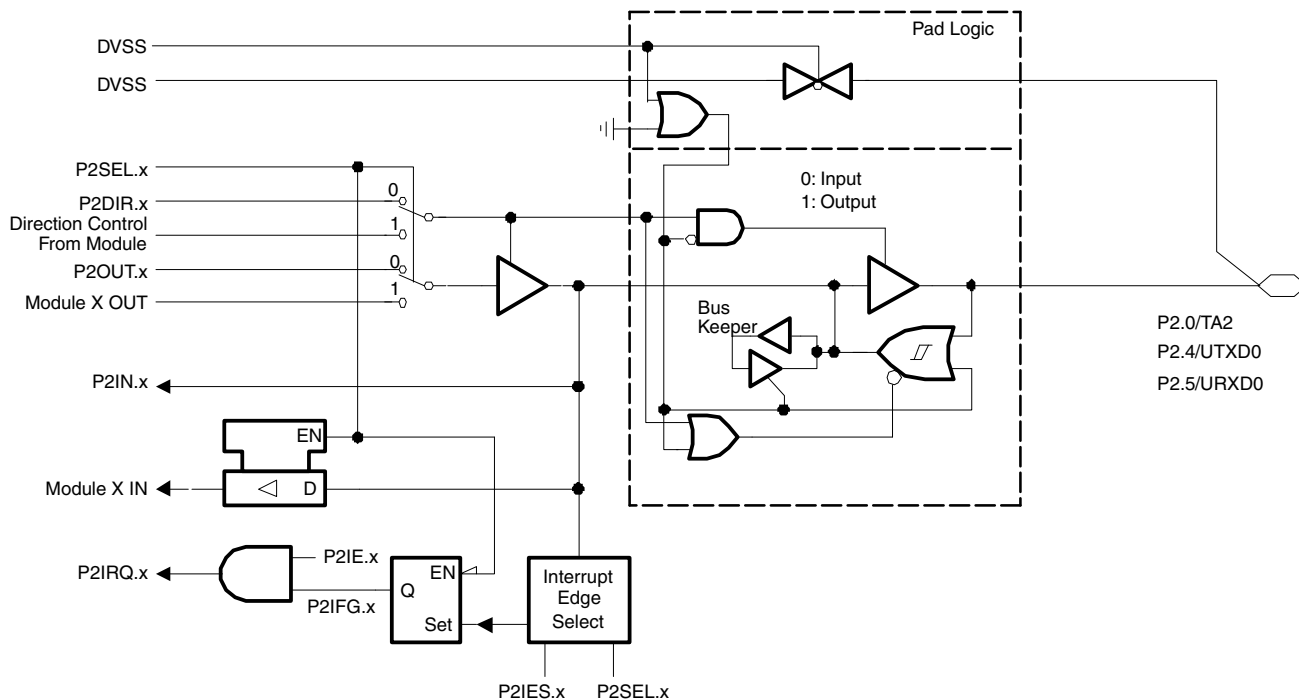 Pad Logic
DVSS
DVSS
P2SEL.x
0
P2DIR.x
Direction Control
From Module
1
0: Input
1: Output
P2OUT.x
0
Module X OUT
1
Bus
Keeper
P2.0/TA2
P2.4/UTXD0
P2.5/URXD0
P2IN.x
EN
Module X IN
D
P2IE.x
P2IRQ.x
P2IFG.x
EN
Q
Set
Interrupt
Edge
Select
P2IES.x
P2SEL.x